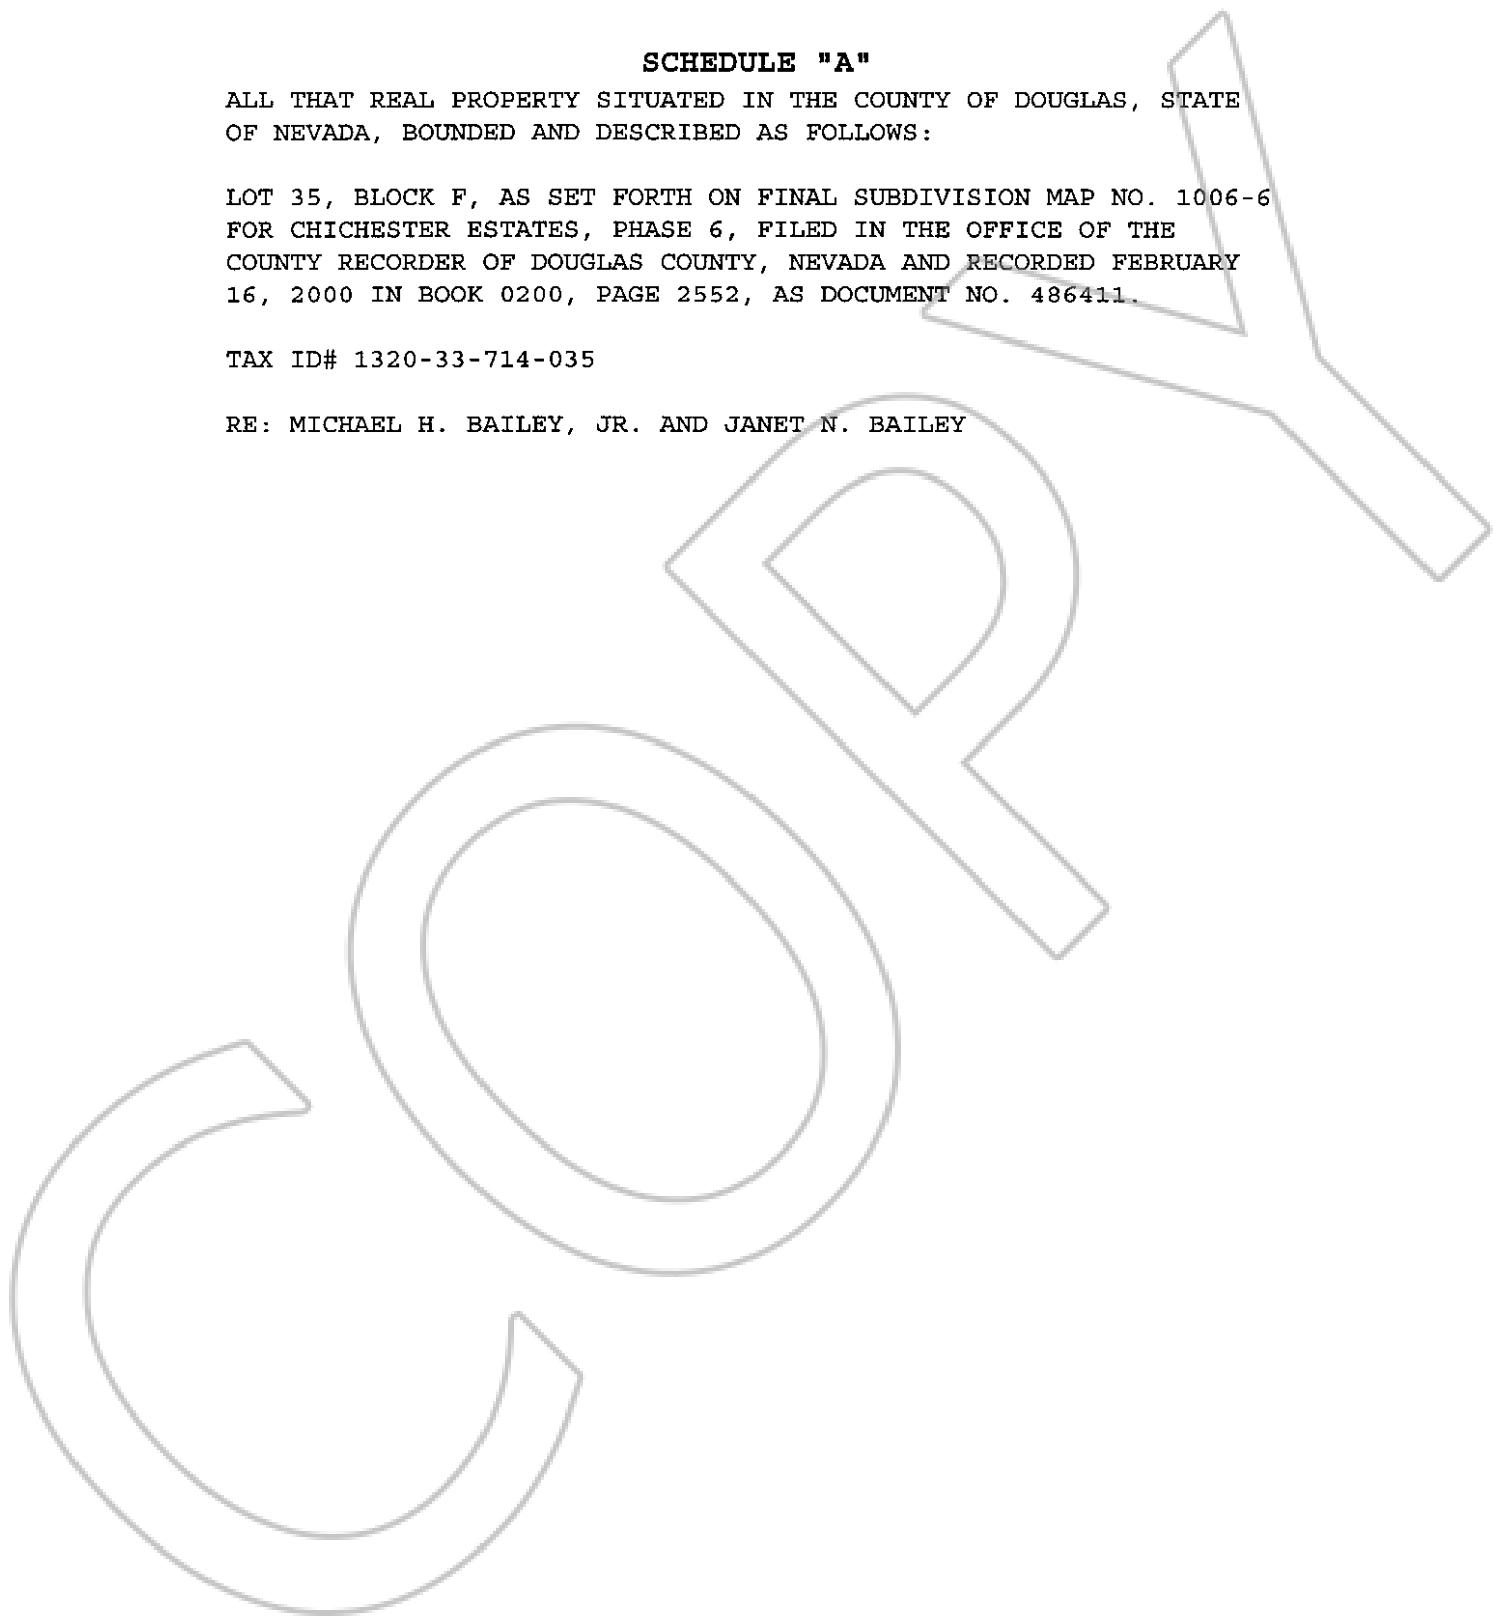 SCHEDULE "A"
ALL THAT REAL PROPERTY SITUATED IN THE COUNTY OF DOUGLAS, STATE
OF NEVADA, BOUNDED AND DESCRIBED AS FOLLOWS:
LOT 35, BLOCK F, AS SET FORTH ON FINAL SUBDIVISION MAP NO. 1006-6
FOR CHICHESTER ESTATES, PHASE 6, FILED IN THE OFFICE OF THE
COUNTY RECORDER OF DOUGLAS COUNTY, NEVADA AND RECORDED FEBRUARY
16, 2000 IN BOOK 0200, PAGE 2552, AS DOCUMENT NO. 486411.
TAX ID# 1320-33-714-035
RE: MICHAEL H. BAILEY, JR. AND JANET N. BAILEY
COPY